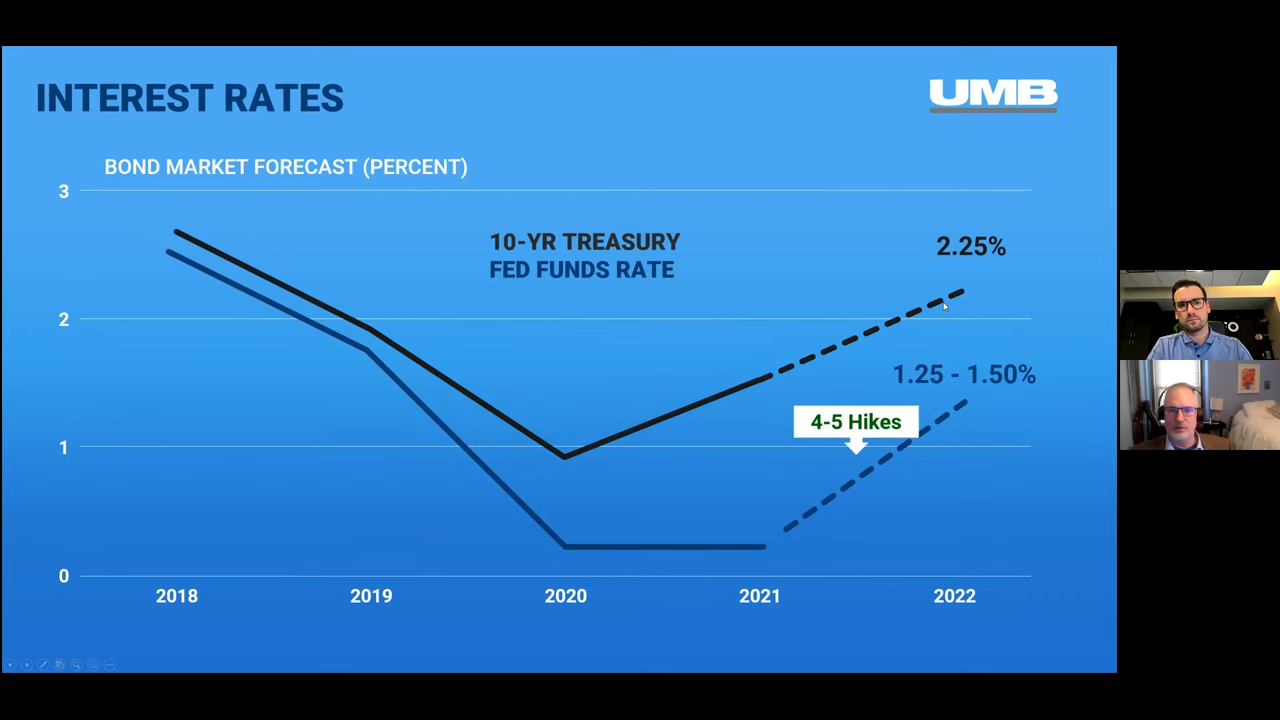 INTEREST RATES
UMB
BOND MARKET FORECAST (PERCENT)
3
10-YR TREASURY
FED FUNDS RATE
2.25%
2
1.25 - 1.50%
4-5 Hikes
1
0
2018 2019 2020 2021 2022